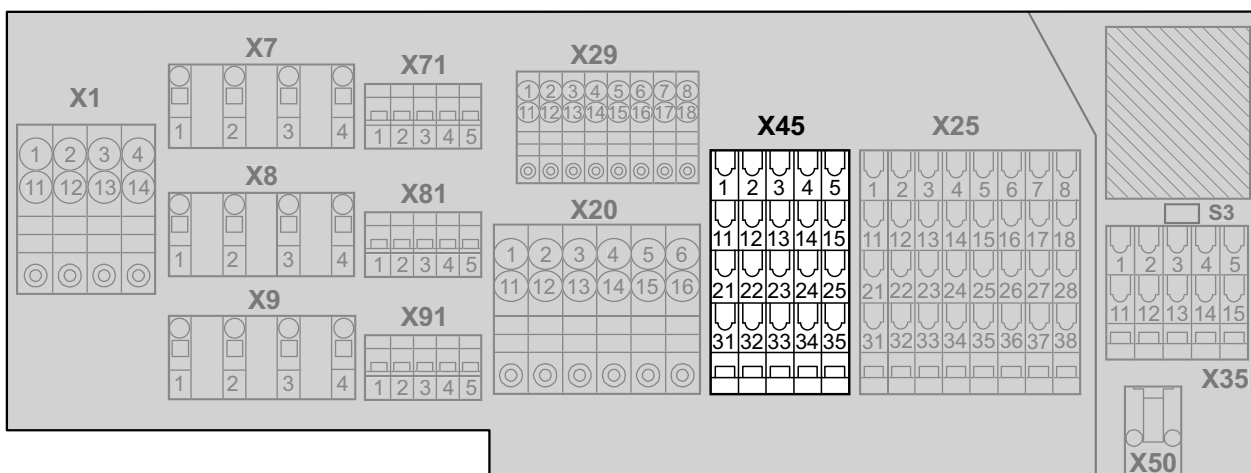 X1
1 2 3 4
11 12 13 14
X7
1 2 3 4
X8
1 2 3 4
X9
1 2 3 4
X71
1 2 3 4 5
X81
1 2 3 4 5
X91
1 2 3 4 5
X29
1 2 3 4 5 6 7 8
11 12 13 14 15 16 17 18
X20
1 2 3 4 5 6
11 12 13 14 15 16
X45
1 2 3 4 5
11 12 13 14 15
21 22 23 24 25
31 32 33 34 35
X25
1 2 3 4 5 6 7 8
11 12 13 14 15 16 17 18
21 22 23 24 25 26 27 28
31 32 33 34 35 36 37 38
S3
1 2 3 4 5
11 12 13 14 15
X35
X50